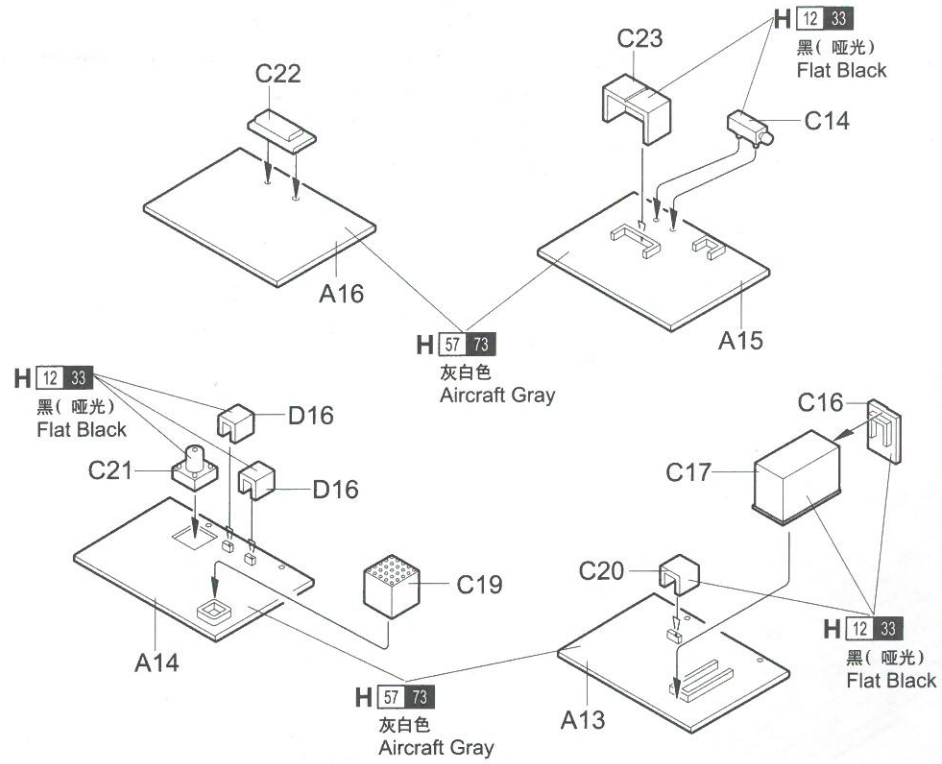 H 12 33
黑( 哑光)
Flat Black
C23
C22
C14
A16
A15
H 57 73
灰白色
Aircraft Gray
H 12 33
黑( 哑光)
Flat Black
D16
C21
D16
C16
C17
C19
C20
A14
H 12 33
黑( 哑光)
Flat Black
H 57 73
灰白色
Aircraft Gray
A13